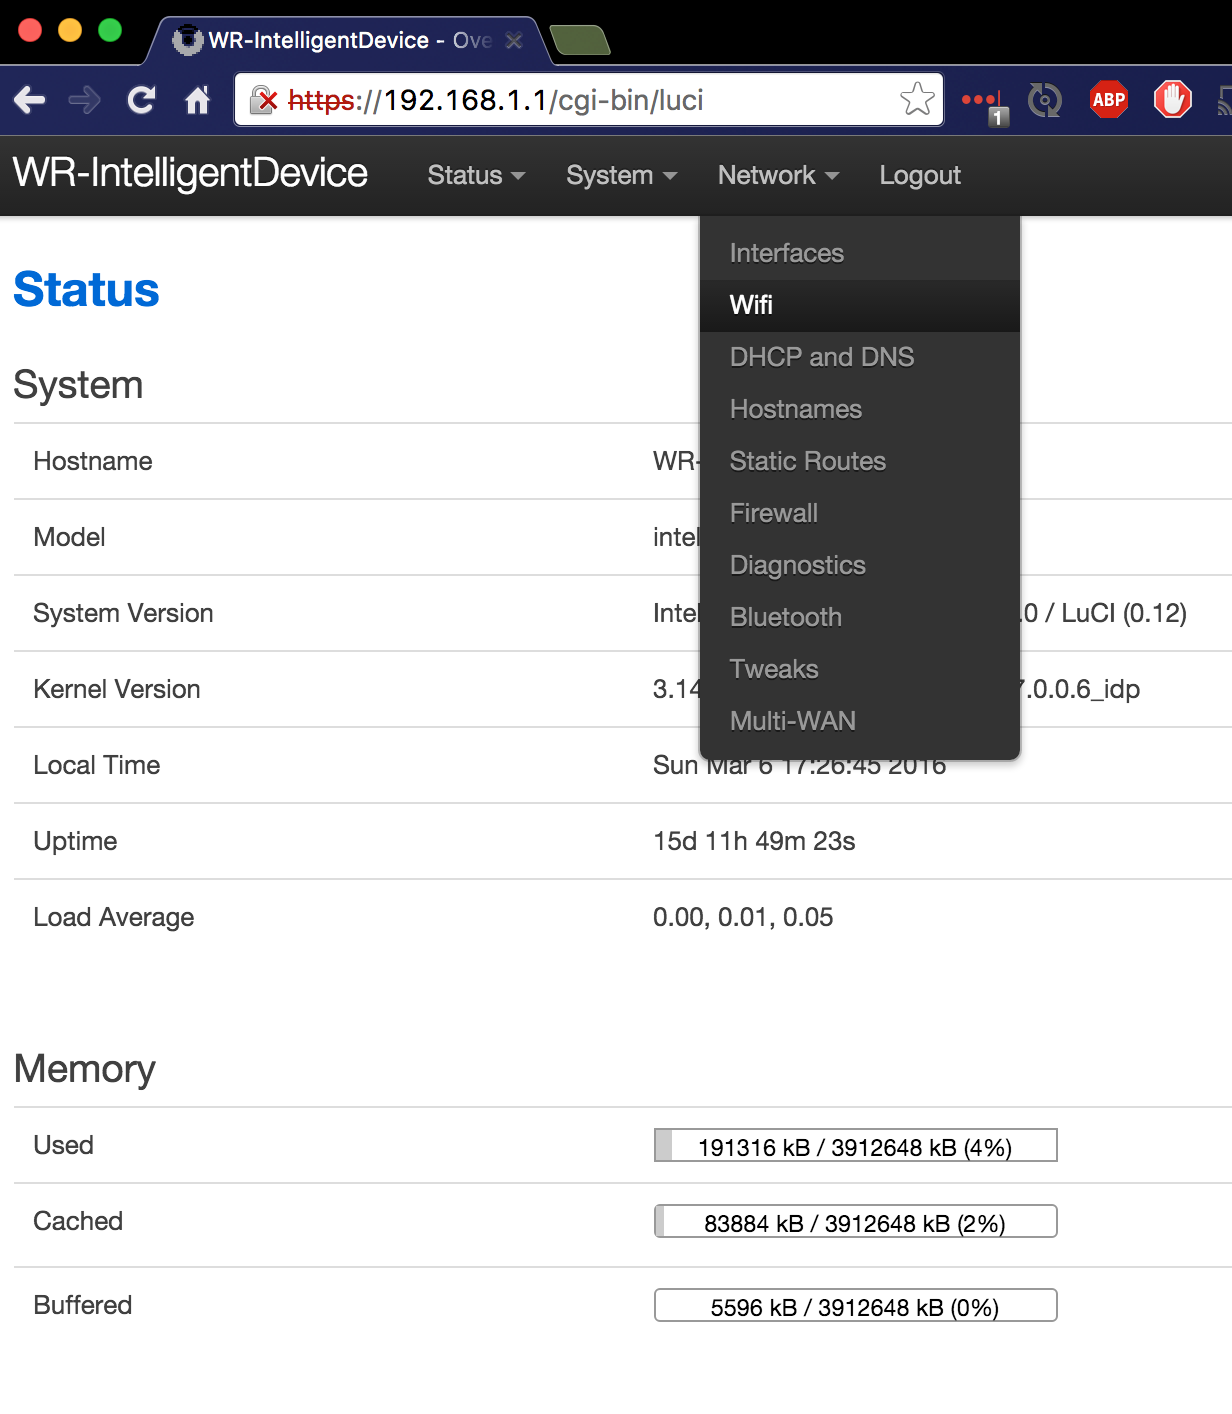 WR-IntelligentDevice - Ove
https://192.168.1.1/cgi-bin/luci
1
ABP
WR-IntelligentDevice Status System Network Logout
Interfaces
Wifi
DHCP and DNS
Hostnames
Static Routes
Firewall
Diagnostics
Bluetooth
Tweaks
Multi-WAN
Status
System
Hostname WR-
Model intel
System Version Intel .0 / LuCI (0.12)
Kernel Version 3.14 7.0.0.6_idp
Local Time Sun Mar 6 17:26:45 2016
Uptime 15d 11h 49m 23s
Load Average 0.00, 0.01, 0.05
Memory
Used 191316 kB / 3912648 kB (4%)
Cached 83884 kB / 3912648 kB (2%)
Buffered 5596 kB / 3912648 kB (0%)